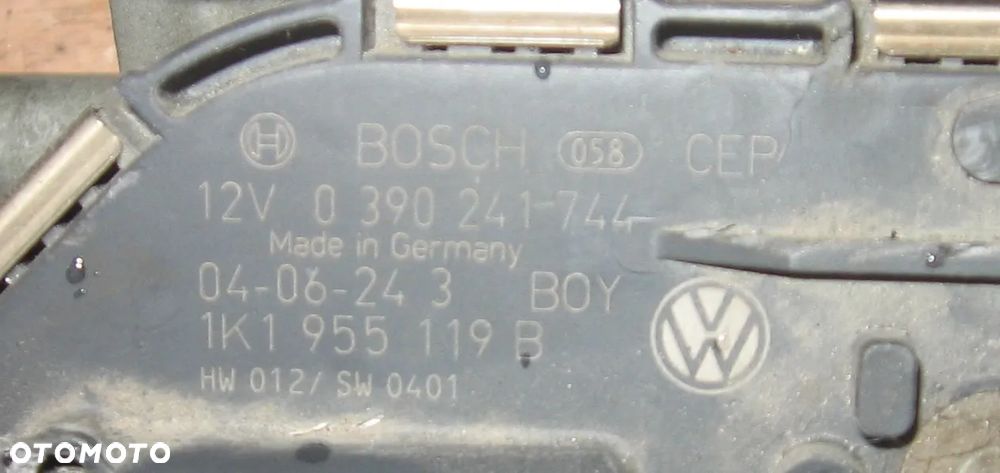 BOSCH 058 CEP
12V 0 390 241 744
Made in Germany
04-06-24 3 BOY
1K1 955 119 B
HW 012/ SW 0401
OTOMOTO